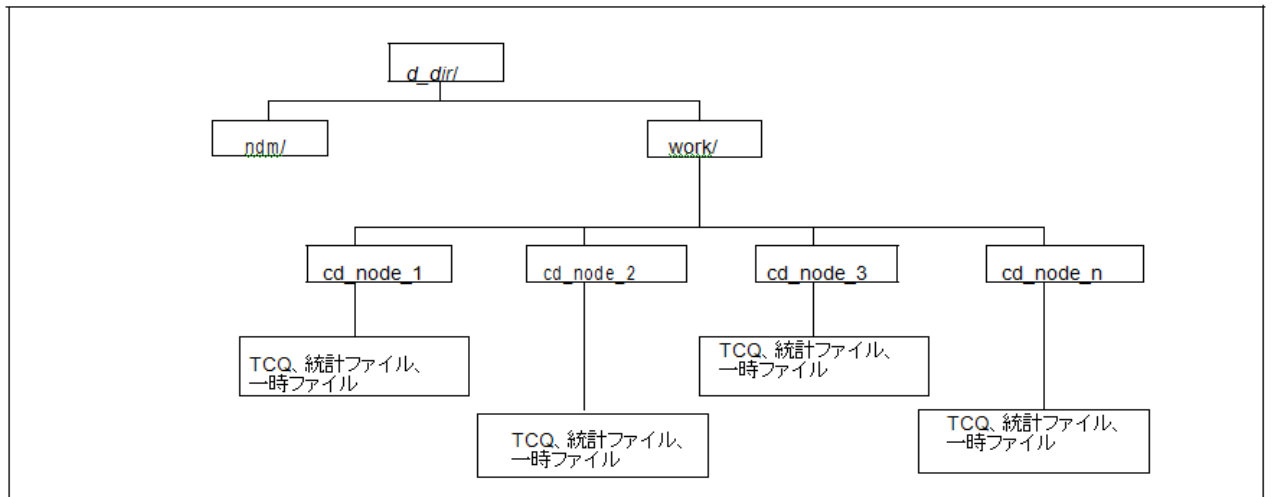 d_dir/
ndm/
work/
cd_node_1
cd_node_2
cd_node_3
cd_node_n
TCQ、統計ファイル、
一時ファイル
TCQ、統計ファイル、
一時ファイル
TCQ、統計ファイル、
一時ファイル
TCQ、統計ファイル、
一時ファイル